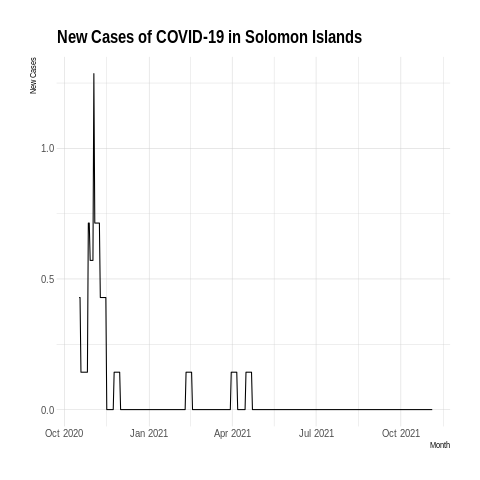 New Cases of COVID-19 in Solomon Islands
New Cases
1.0
0.5
0.0
Oct 2020 Jan 2021 Apr 2021 Jul 2021 Oct 2021
Month